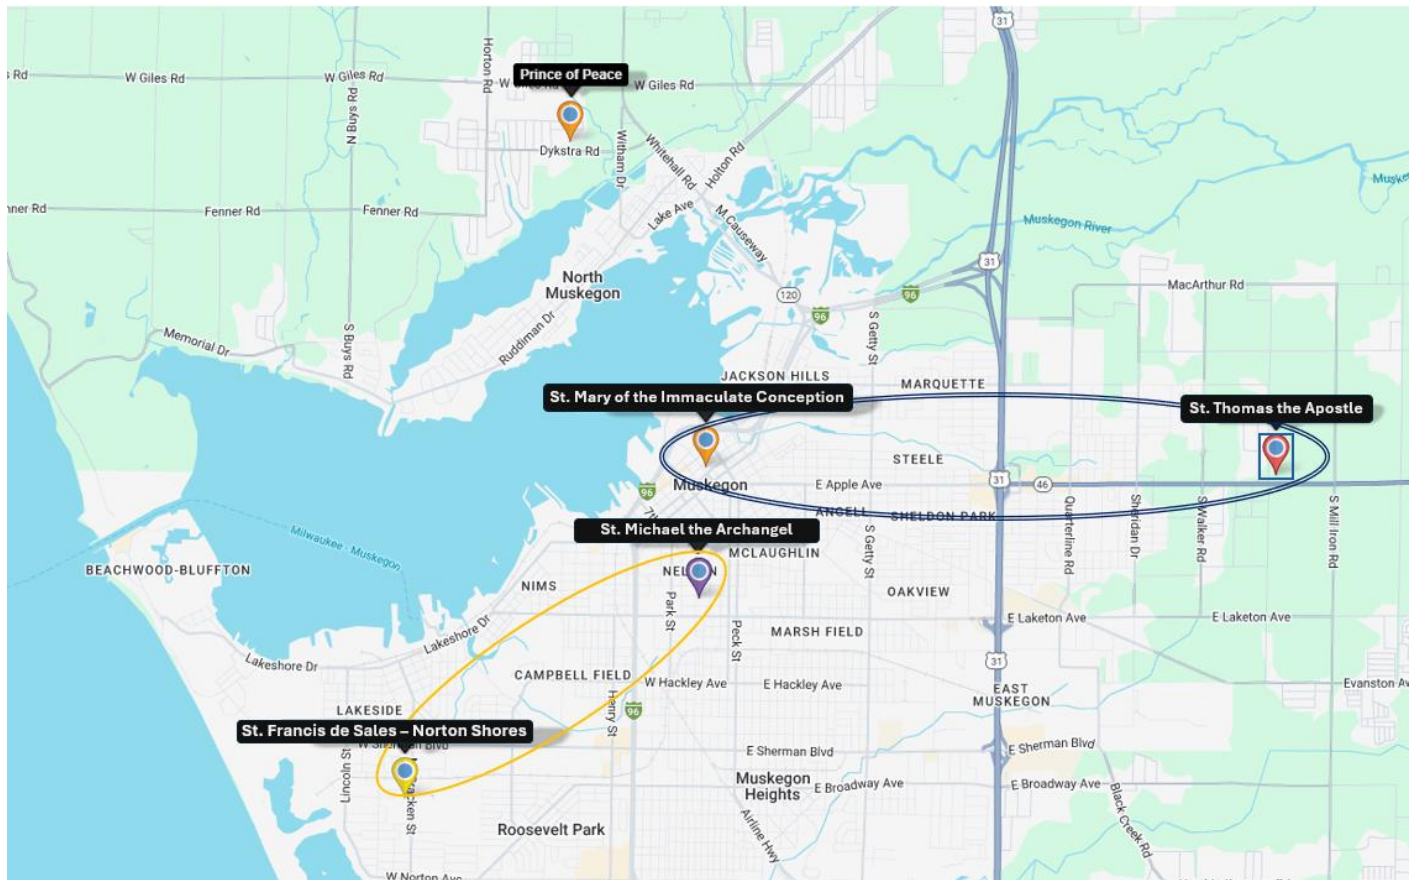 31
Horton Rd
Prince of Peace
s Rd
W Giles Rd
W Giles Rd
W Giles Rd
N Buys Rd
Dykstra Rd
Witham Dr
Whitehall Rd
Holton Rd
Fenner Rd
Fenner Rd
Lake Ave
M Causeway
Muskegon River
31
North
Muskegon
120
96
96
MacArthur Rd
Memorial Dr
S Buys Rd
Ruddiman Dr
S Getty St
JACKSON HILLS
MARQUETTE
St. Mary of the Immaculate Conception
St. Thomas the Apostle
STEELE
Muskegon
96
E Apple Ave
31
46
ANGELL
SHELDON PARK
Quarterline Rd
Sheridan Dr
S Walker Rd
S Mill Iron Rd
St. Michael the Archangel
S Getty St
Milwaukee - Muskegon
MCLAUGHLIN
BEACHWOOD-BLUFFTON
NIMS
OAKVIEW
Park St
Peck St
E Laketon Ave
E Laketon Ave
Lakeshore Dr
Lakeshore Dr
MARSH FIELD
31
CAMPBELL FIELD
W Hackley Ave
E Hackley Ave
Evanston Av
Henry St
96
EAST
MUSKEGON
LAKESIDE
St. Francis de Sales – Norton Shores
W Sherman Blvd
E Sherman Blvd
E Sherman Blvd
Lincoln St
Muskegon
Heights
E Broadway Ave
E Broadway Ave
Black Creek Rd
Airline Hwy
Roosevelt Park
W Norton Ave